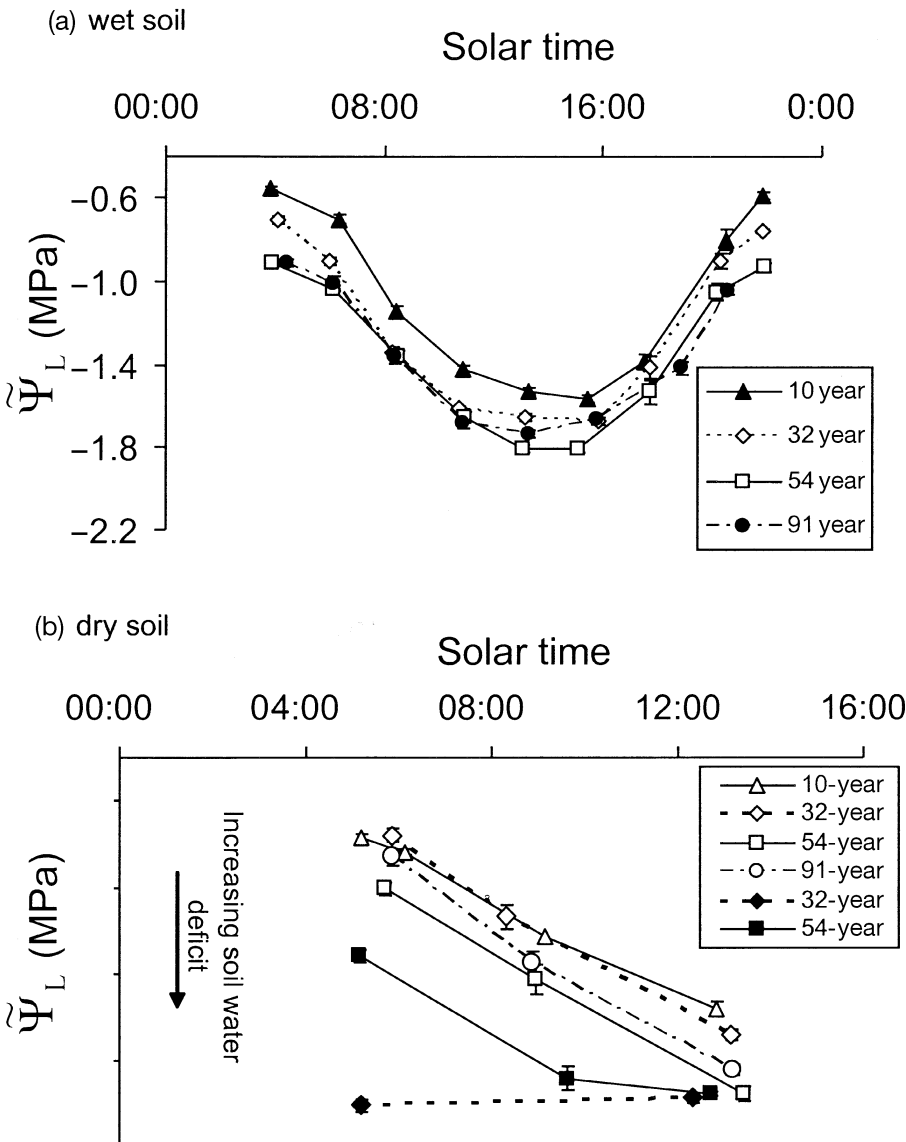 (a) wet soil
Solar time
00:00 08:00 16:00 0:00
−0.6
−1.0
−1.4
−1.8
−2.2
Ψ̃L (MPa)
10 year
32 year
54 year
91 year
(b) dry soil
Solar time
00:00 04:00 08:00 12:00 16:00
Ψ̃L (MPa)
Increasing soil water
deficit
10-year
32-year
54-year
91-year
32-year
54-year